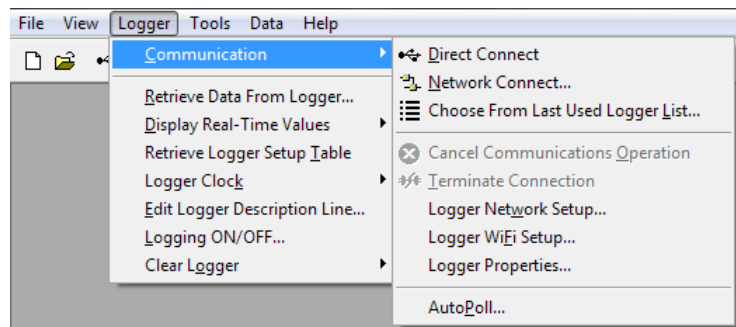 File View Logger Tools Data Help
Communication
Retrieve Data From Logger...
Display Real-Time Values
Retrieve Logger Setup Table
Logger Clock
Edit Logger Description Line...
Logging ON/OFF...
Clear Logger
Direct Connect
Network Connect...
Choose From Last Used Logger List...
Cancel Communications Operation
Terminate Connection
Logger Network Setup...
Logger WiFi Setup...
Logger Properties...
AutoPoll...